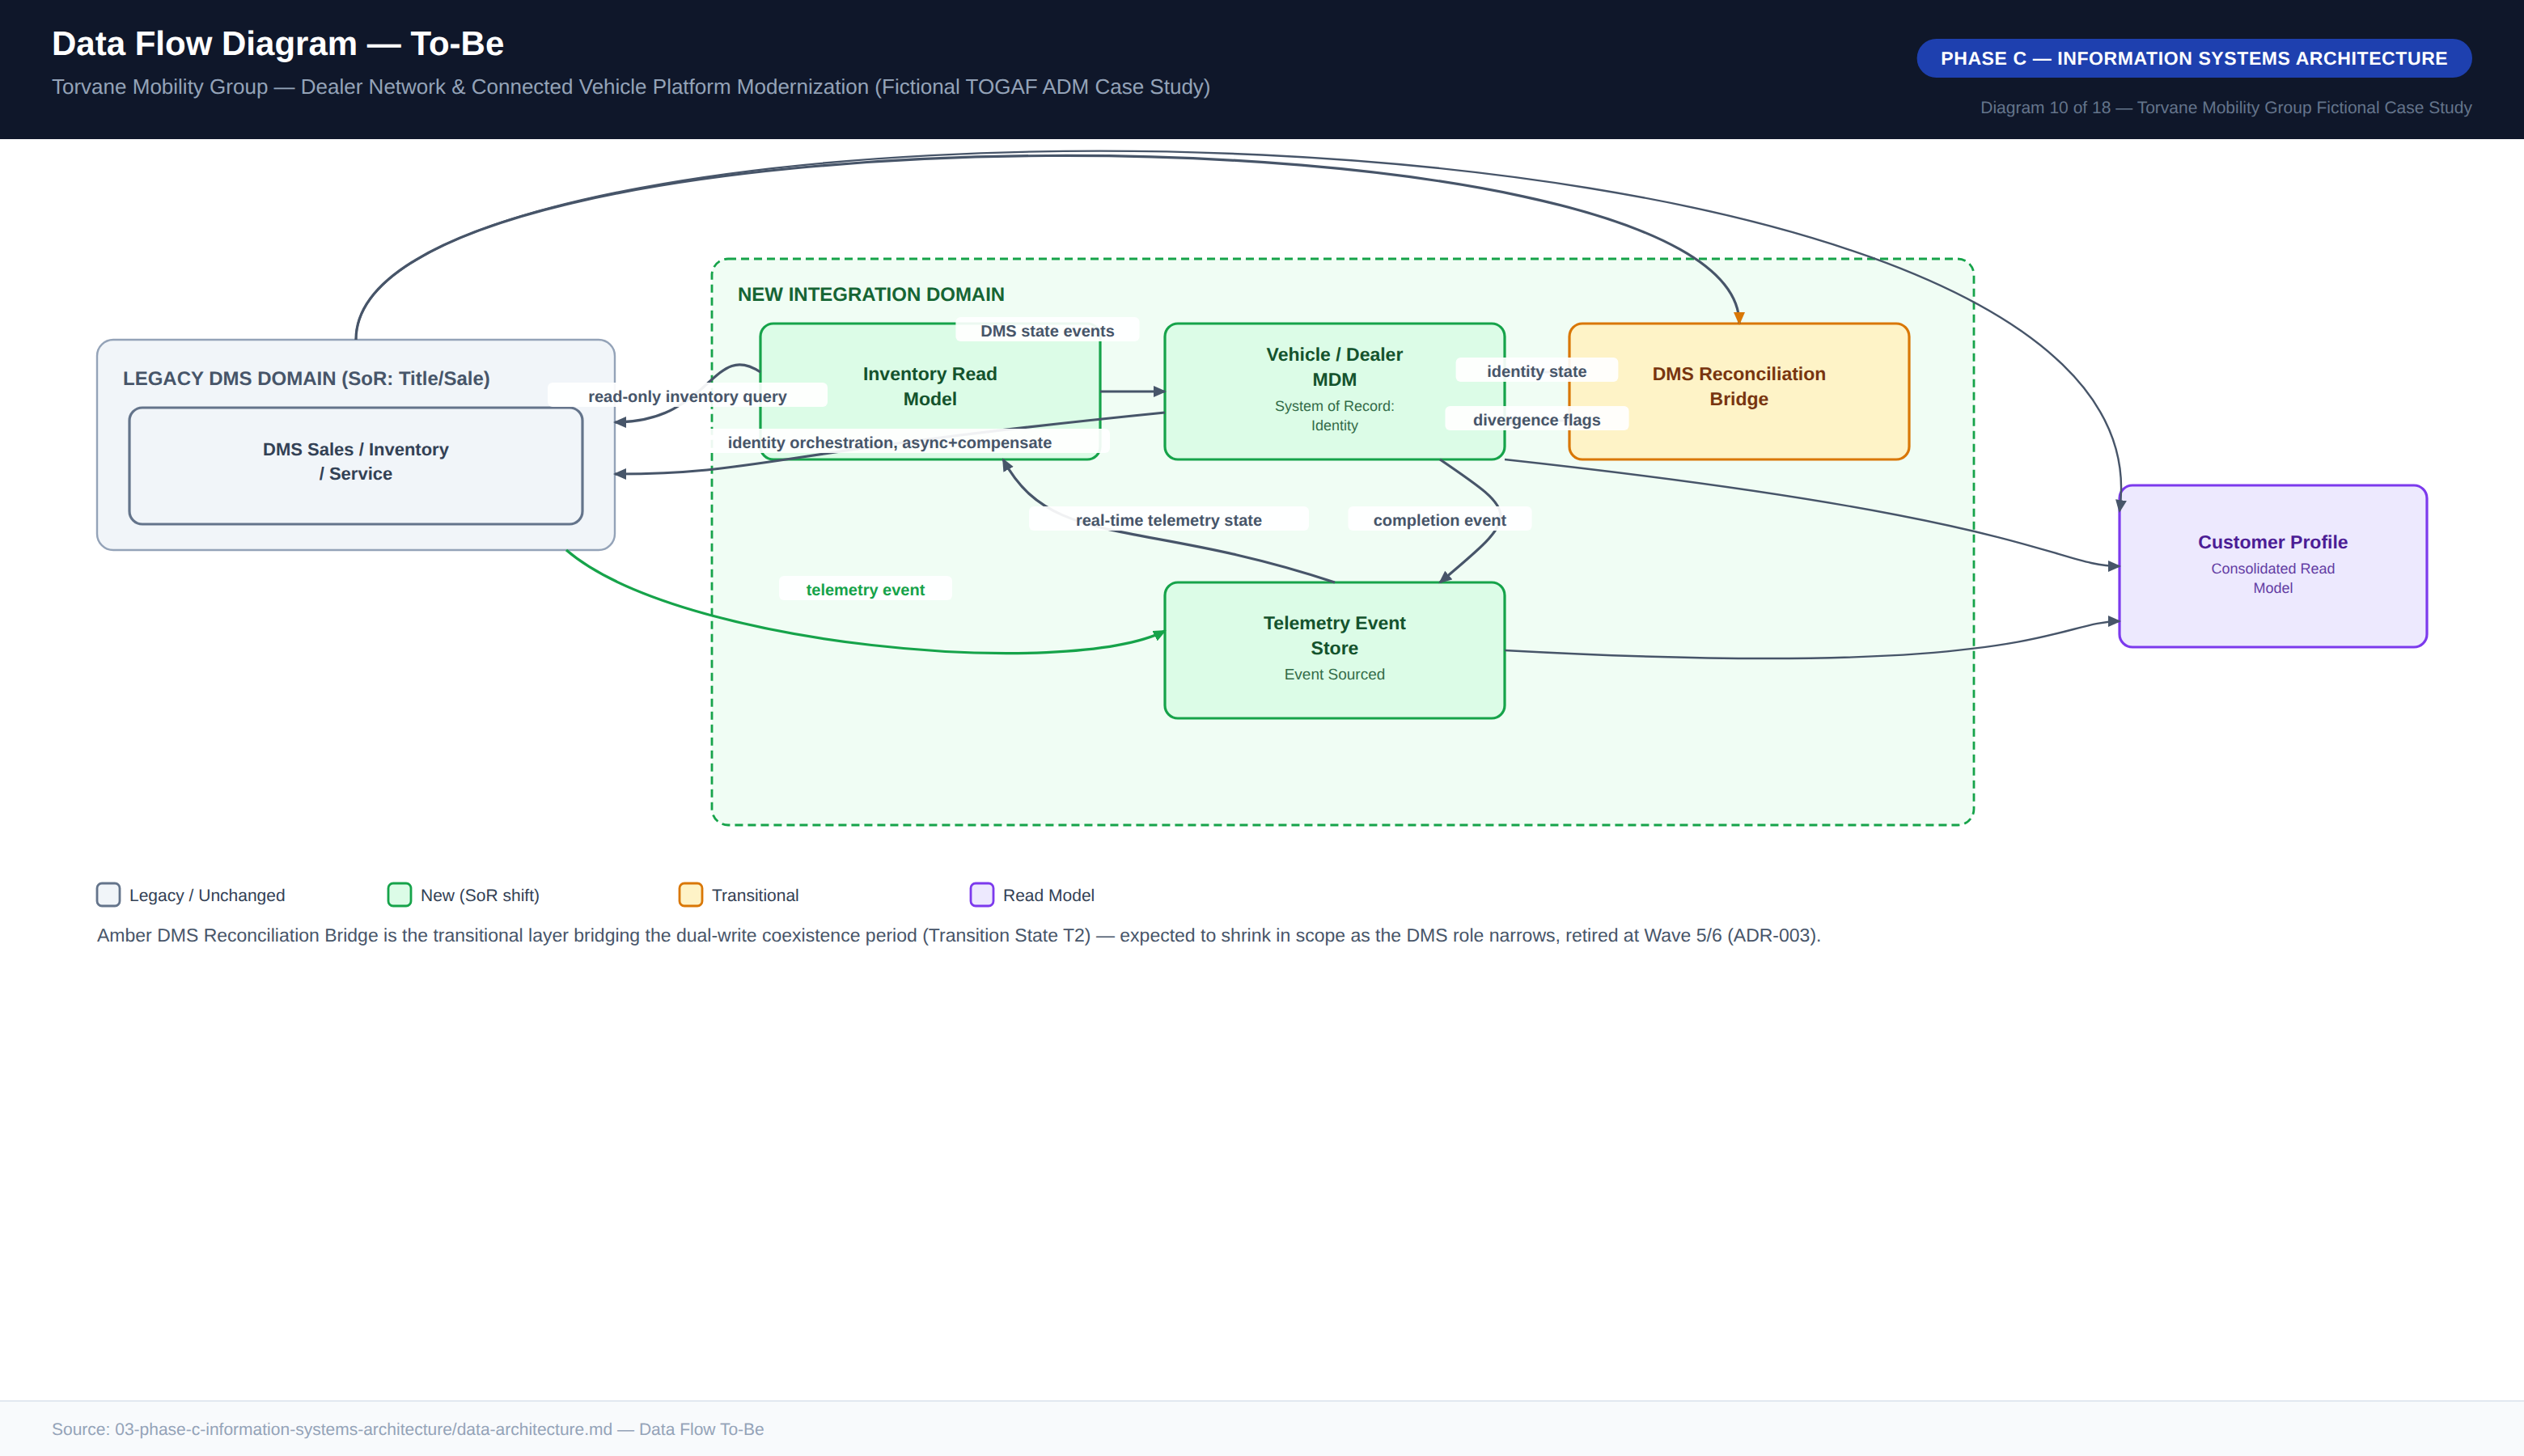 Data Flow Diagram — To-Be
Torvane Mobility Group — Dealer Network & Connected Vehicle Platform Modernization (Fictional TOGAF ADM Case Study)
PHASE C — INFORMATION SYSTEMS ARCHITECTURE
Diagram 10 of 18 — Torvane Mobility Group Fictional Case Study
NEW INTEGRATION DOMAIN
DMS state events
LEGACY DMS DOMAIN (SoR: Title/Sale)
read-only inventory query
Inventory Read
Model
Vehicle / Dealer
MDM
System of Record:
Identity
identity state
divergence flags
DMS Reconciliation
Bridge
identity orchestration, async+compensate
DMS Sales / Inventory
/ Service
real-time telemetry state
completion event
Customer Profile
Consolidated Read
Model
telemetry event
Telemetry Event
Store
Event Sourced
Legacy / Unchanged
New (SoR shift)
Transitional
Read Model
Amber DMS Reconciliation Bridge is the transitional layer bridging the dual-write coexistence period (Transition State T2) — expected to shrink in scope as the DMS role narrows, retired at Wave 5/6 (ADR-003).
Source: 03-phase-c-information-systems-architecture/data-architecture.md — Data Flow To-Be